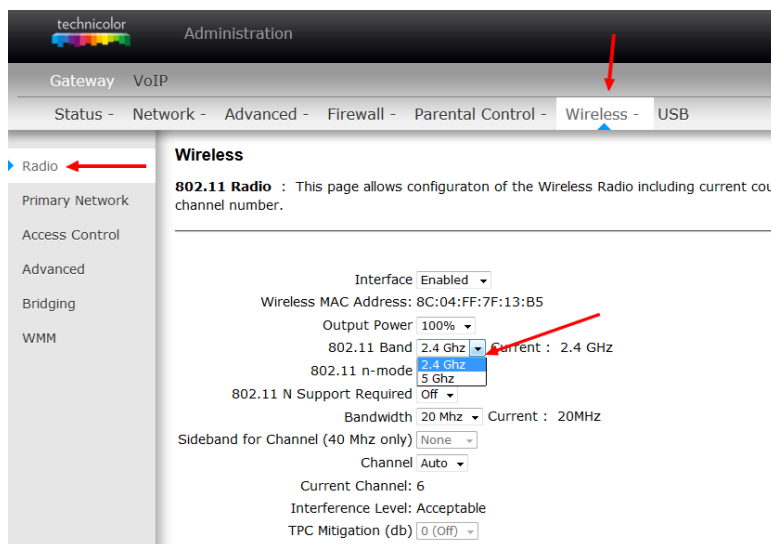 technicolor
Administration
Gateway VoIP
Status - Network - Advanced - Firewall - Parental Control - Wireless - USB
Radio
Primary Network
Access Control
Advanced
Bridging
WMM
Wireless
802.11 Radio : This page allows configuraton of the Wireless Radio including current
channel number.
Interface Enabled
Wireless MAC Address: 8C:04:FF:7F:13:B5
Output Power 100%
802.11 Band 2.4 Ghz Current : 2.4 GHz
2.4 Ghz
5 Ghz
802.11 n-mode
802.11 N Support Required Off
Bandwidth 20 Mhz Current : 20MHz
Sideband for Channel (40 Mhz only) None
Channel Auto
Current Channel: 6
Interference Level: Acceptable
TPC Mitigation (db) 0 (Off)